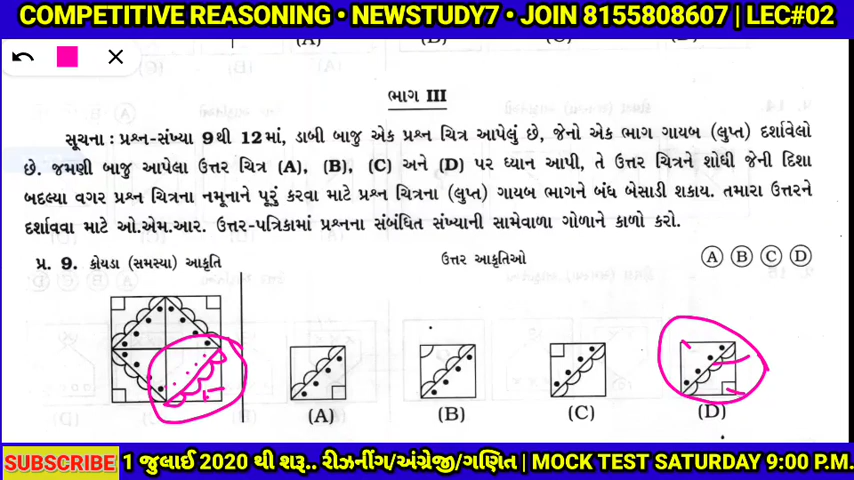 COMPETITIVE REASONING • NEWSTUDY7 • JOIN 8155808607 | LEC#02
ભાગ III
સૂચના : પ્રશ્ન-સંખ્યા 9થી 12માં, ડાબી બાજુ એક પ્રશ્ન ચિત્ર આપેલું છે, જેનો એક ભાગ ગાયબ (લુપ્ત) દર્શાવેલો
છે. જમણી બાજુ આપેલા ઉત્તર ચિત્ર (A), (B), (C) અને (D) પર ધ્યાન આપી, તે ઉત્તર ચિત્રને શોધી જેની દિશા
બદલ્યા વગર પ્રશ્ન ચિત્રના નમૂનાને પૂરું કરવા માટે પ્રશ્ન ચિત્રના (લુપ્ત) ગાયબ ભાગને બંધ બેસાડી શકાય. તમારા ઉત્તરને
દર્શાવવા માટે ઓ.એમ.આર. ઉત્તર-પત્રિકામાં પ્રશ્નના સંબંધિત સંખ્યાની સામેવાળા ગોળાને કાળો કરો.
પ્ર. 9. કોયડા (સમસ્યા) આકૃતિ ઉત્તર આકૃતિઓ A B C D
(A) (B) (C) (D)
SUBSCRIBE 1 જુલાઈ 2020 થી શરૂ.. રીઝનીંગ/અંગ્રેજી/ગણિત | MOCK TEST SATURDAY 9:00 P.M.